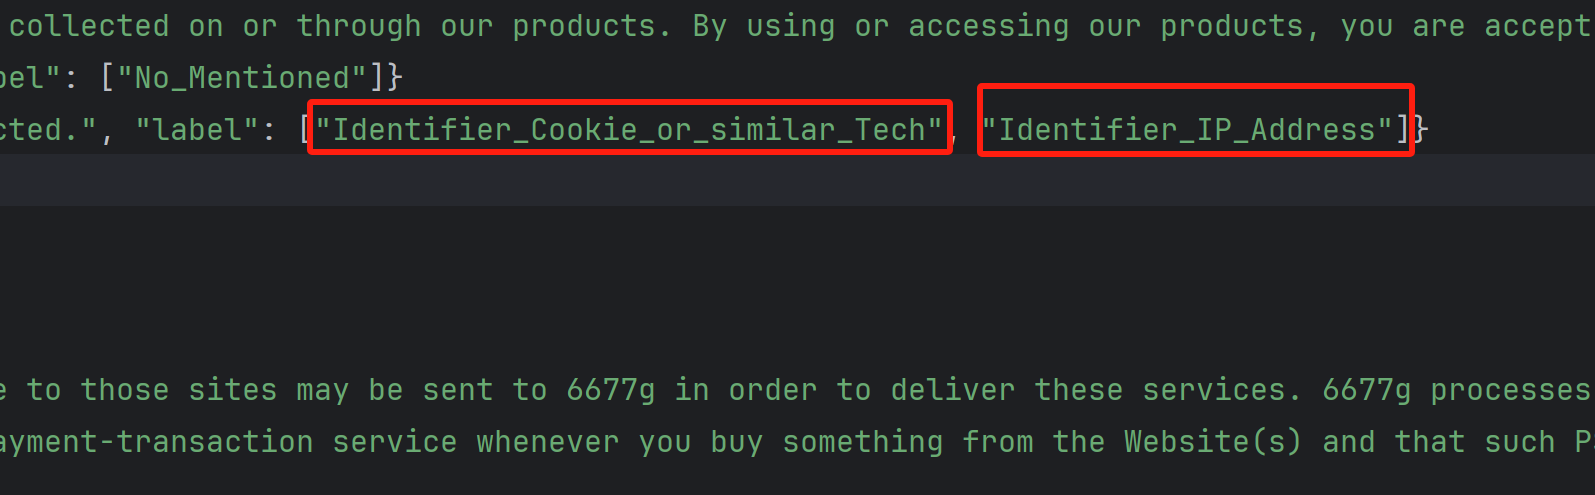 collected on or through our products. By using or accessing our products, you are accept
bel": ["No_Mentioned"]}
cted.", "label": ["Identifier_Cookie_or_similar_Tech", "Identifier_IP_Address"]}
e to those sites may be sent to 6677g in order to deliver these services. 6677g processes
ayment-transaction service whenever you buy something from the Website(s) and that such P